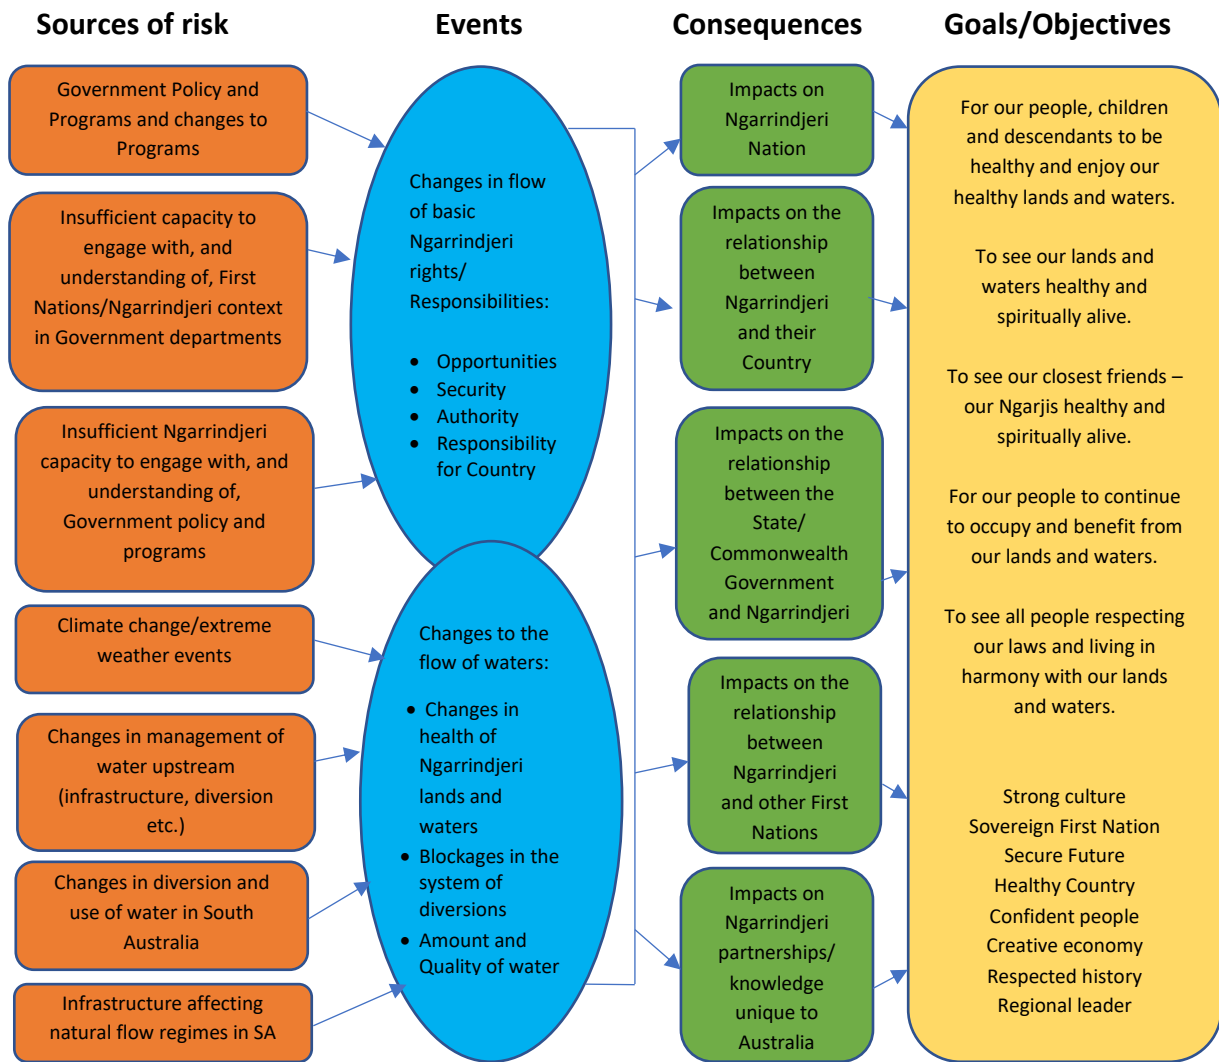 Sources of risk
Events
Consequences
Goals/Objectives
Government Policy and
Programs and changes to
Programs
Insufficient capacity to
engage with, and
understanding of, First
Nations/Ngarrindjeri context
in Government departments
Insufficient Ngarrindjeri
capacity to engage with, and
understanding of,
Government policy and
programs
Climate change/extreme
weather events
Changes in management of
water upstream
(infrastructure, diversion
etc.)
Changes in diversion and
use of water in South
Australia
Infrastructure affecting
natural flow regimes in SA
Changes in flow
of basic
Ngarrindjeri
rights/
Responsibilities:
• Opportunities
• Security
• Authority
• Responsibility
for Country
Changes to the
flow of waters:
• Changes in
health of
Ngarrindjeri
lands and
waters
• Blockages in the
system of
diversions
• Amount and
Quality of water
Impacts on
Ngarrindjeri
Nation
Impacts on the
relationship
between
Ngarrindjeri
and their
Country
Impacts on the
relationship
between the
State/
Commonwealth
Government
and Ngarrindjeri
Impacts on the
relationship
between
Ngarrindjeri
and other First
Nations
Impacts on
Ngarrindjeri
partnerships/
knowledge
unique to
Australia
For our people, children
and descendants to be
healthy and enjoy our
healthy lands and waters.
To see our lands and
waters healthy and
spiritually alive.
To see our closest friends –
our Ngarjis healthy and
spiritually alive.
For our people to continue
to occupy and benefit from
our lands and waters.
To see all people respecting
our laws and living in
harmony with our lands
and waters.
Strong culture
Sovereign First Nation
Secure Future
Healthy Country
Confident people
Creative economy
Respected history
Regional leader